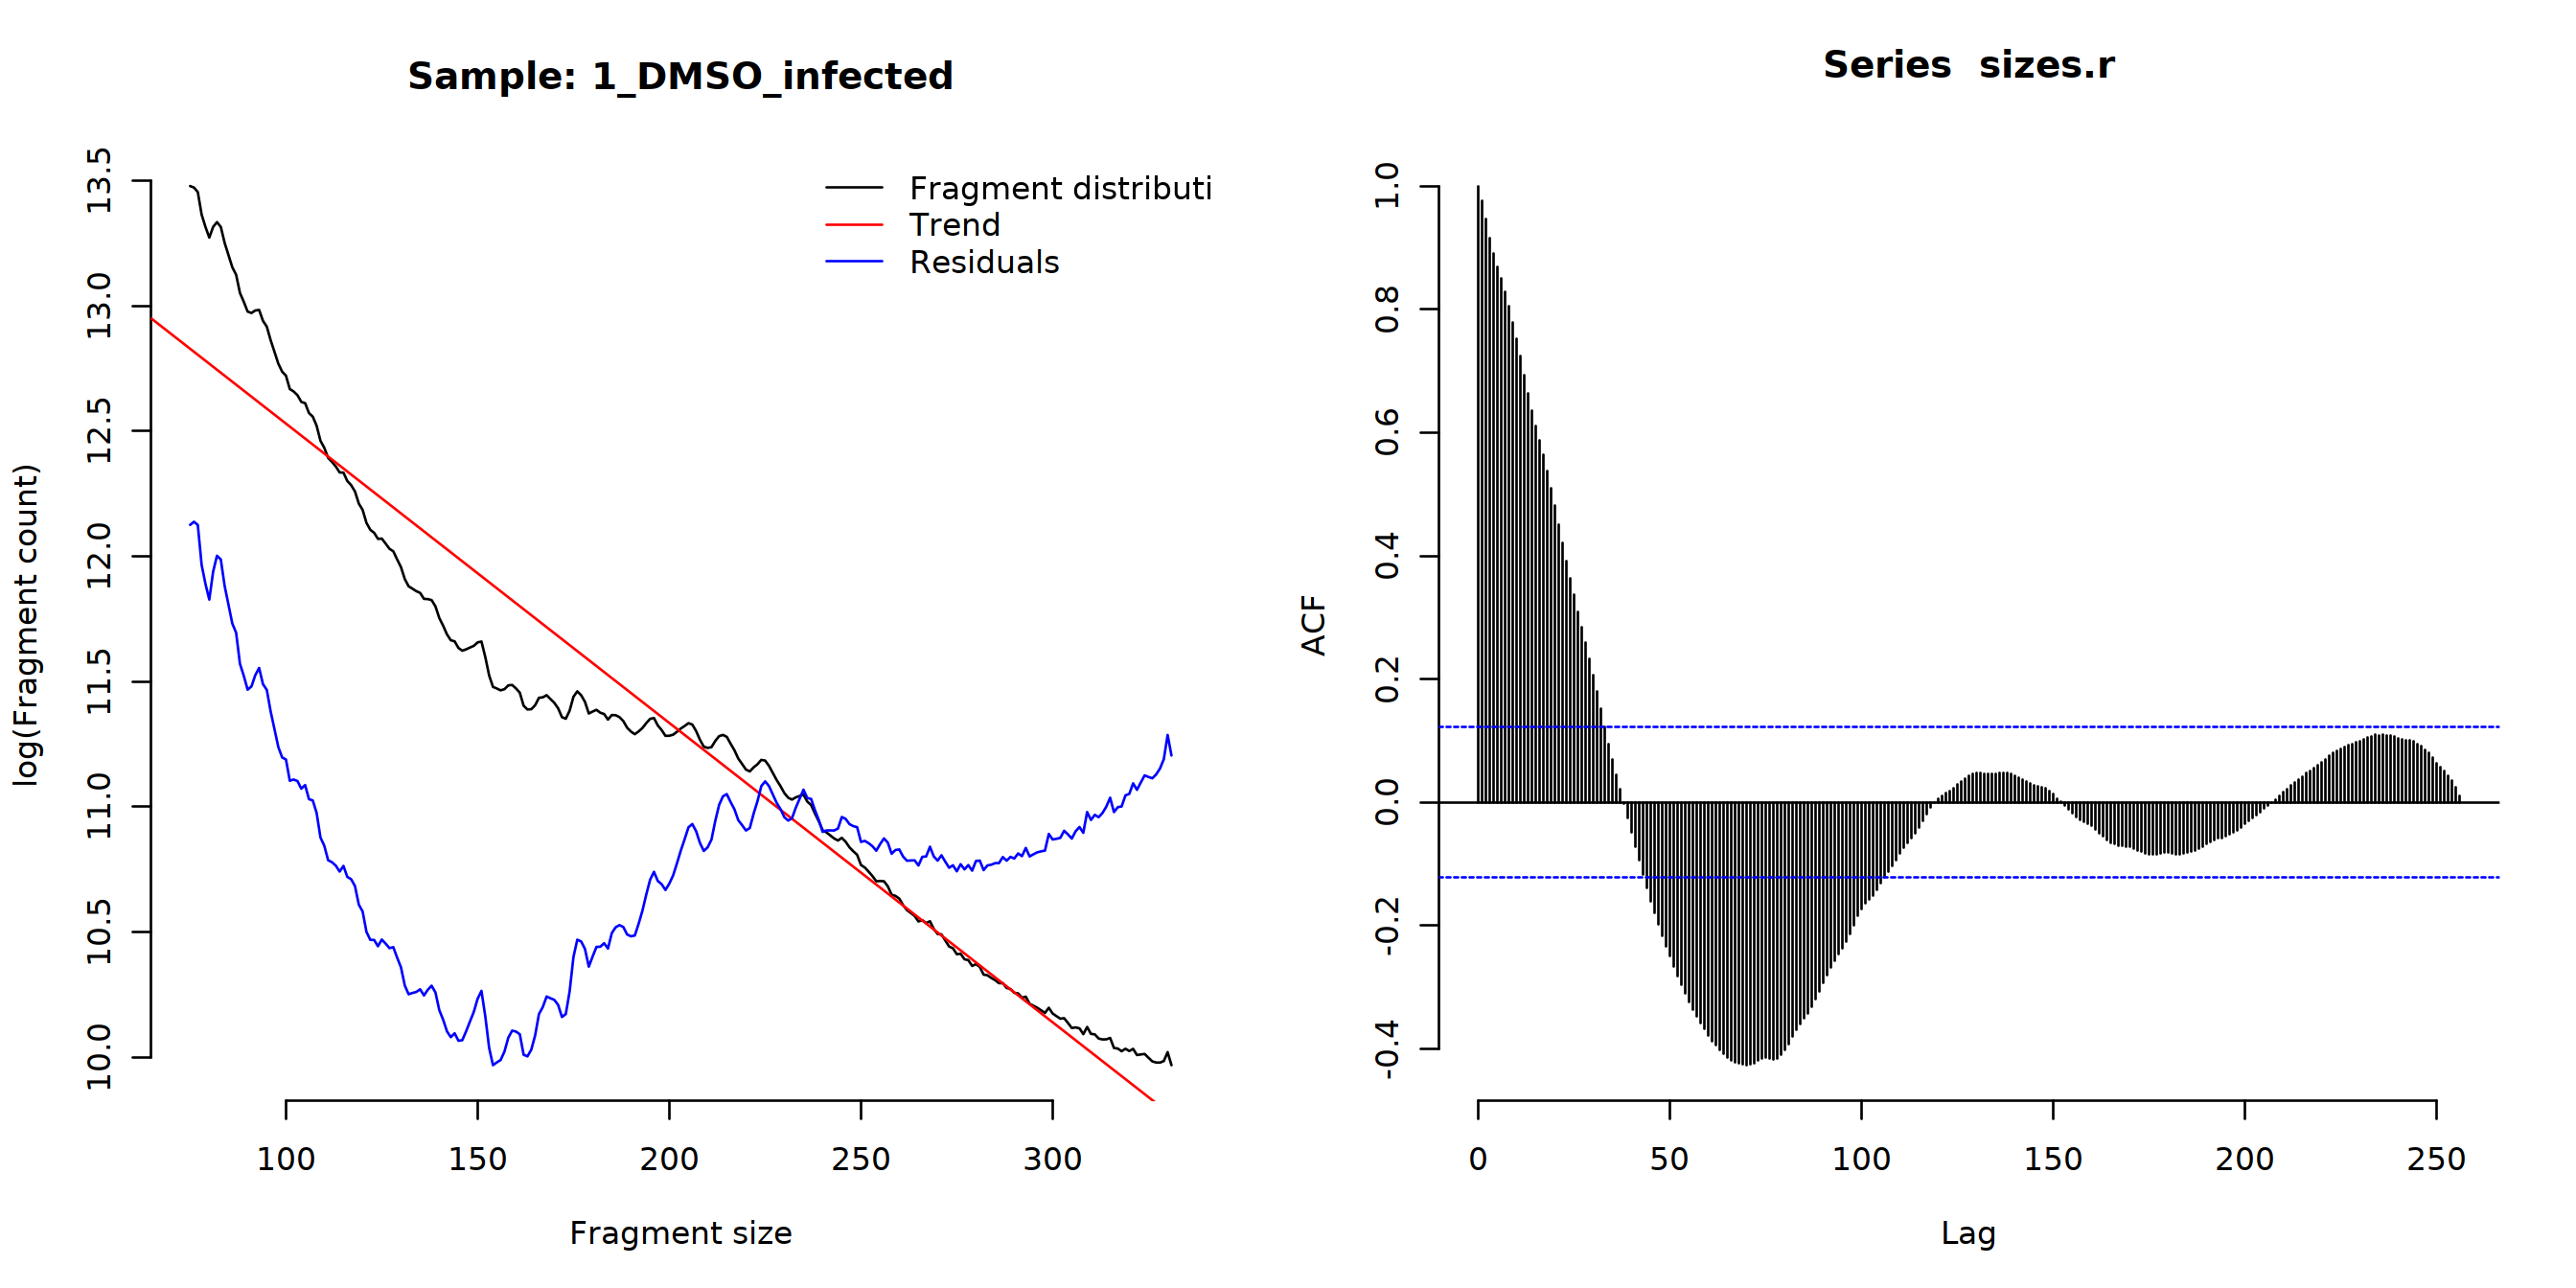 Sample: 1_DMSO_infected
Fragment distributi
Trend
Residuals
log(Fragment count)
13.5
13.0
12.5
12.0
11.5
11.0
10.5
10.0
100 150 200 250 300
Fragment size
Series sizes.r
ACF
1.0
0.8
0.6
0.4
0.2
0.0
-0.2
-0.4
0 50 100 150 200 250
Lag